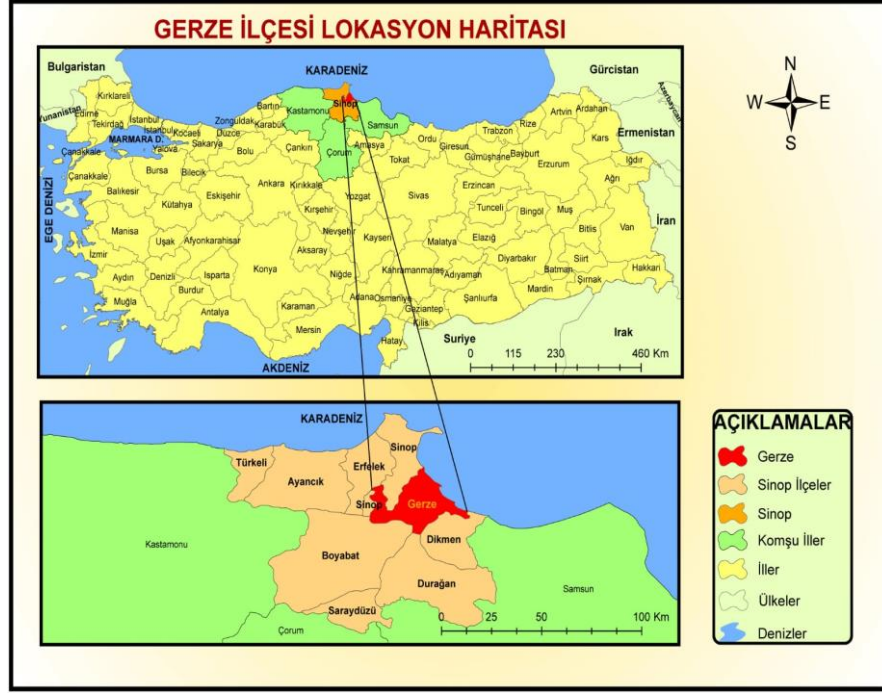 GERZE İLÇESİ LOKASYON HARİTASI
N
W E
S
Bulgaristan
KARADENİZ
Gürcistan
Yunanistan
Azerbaycan
Ermenistan
İran
Irak
Suriye
AKDENİZ
EGE DENİZİ
MARMARA D.
Kırklareli
Edirne
Tekirdağ
İstanbul
İstanbul
Kocaeli
Yalova
Sakarya
Düzce
Zonguldak
Bartın
Karabük
Bolu
Kastamonu
Sinop
Samsun
Çankırı
Çorum
Amasya
Ordu
Giresun
Trabzon
Rize
Artvin
Ardahan
Kars
Gümüşhane
Bayburt
Erzurum
Iğdır
Ağrı
Tokat
Çanakkale
Çanakkale
Bursa
Bilecik
Balıkesir
Kütahya
Eskişehir
Ankara
Kırıkkale
Yozgat
Sivas
Erzincan
Tunceli
Bingöl
Muş
Bitlis
Van
Kırşehir
Nevşehir
Kayseri
Malatya
Elazığ
Manisa
Uşak
Afyonkarahisar
İzmir
Aksaray
Konya
Niğde
Kahramanmaraş
Adıyaman
Diyarbakır
Batman
Siirt
Şırnak
Hakkari
Mardin
Şanlıurfa
Aydın
Denizli
Isparta
Burdur
Muğla
Antalya
Karaman
Mersin
Adana
Osmaniye
Gaziantep
Kilis
Hatay
0 115 230 460 Km
KARADENİZ
Sinop
Türkeli
Ayancık
Erfelek
Sinop
Gerze
Kastamonu
Boyabat
Dikmen
Durağan
Saraydüzü
Samsun
Çorum
0 25 50 100 Km
AÇIKLAMALAR
Gerze
Sinop İlçeler
Sinop
Komşu İller
İller
Ülkeler
Denizler